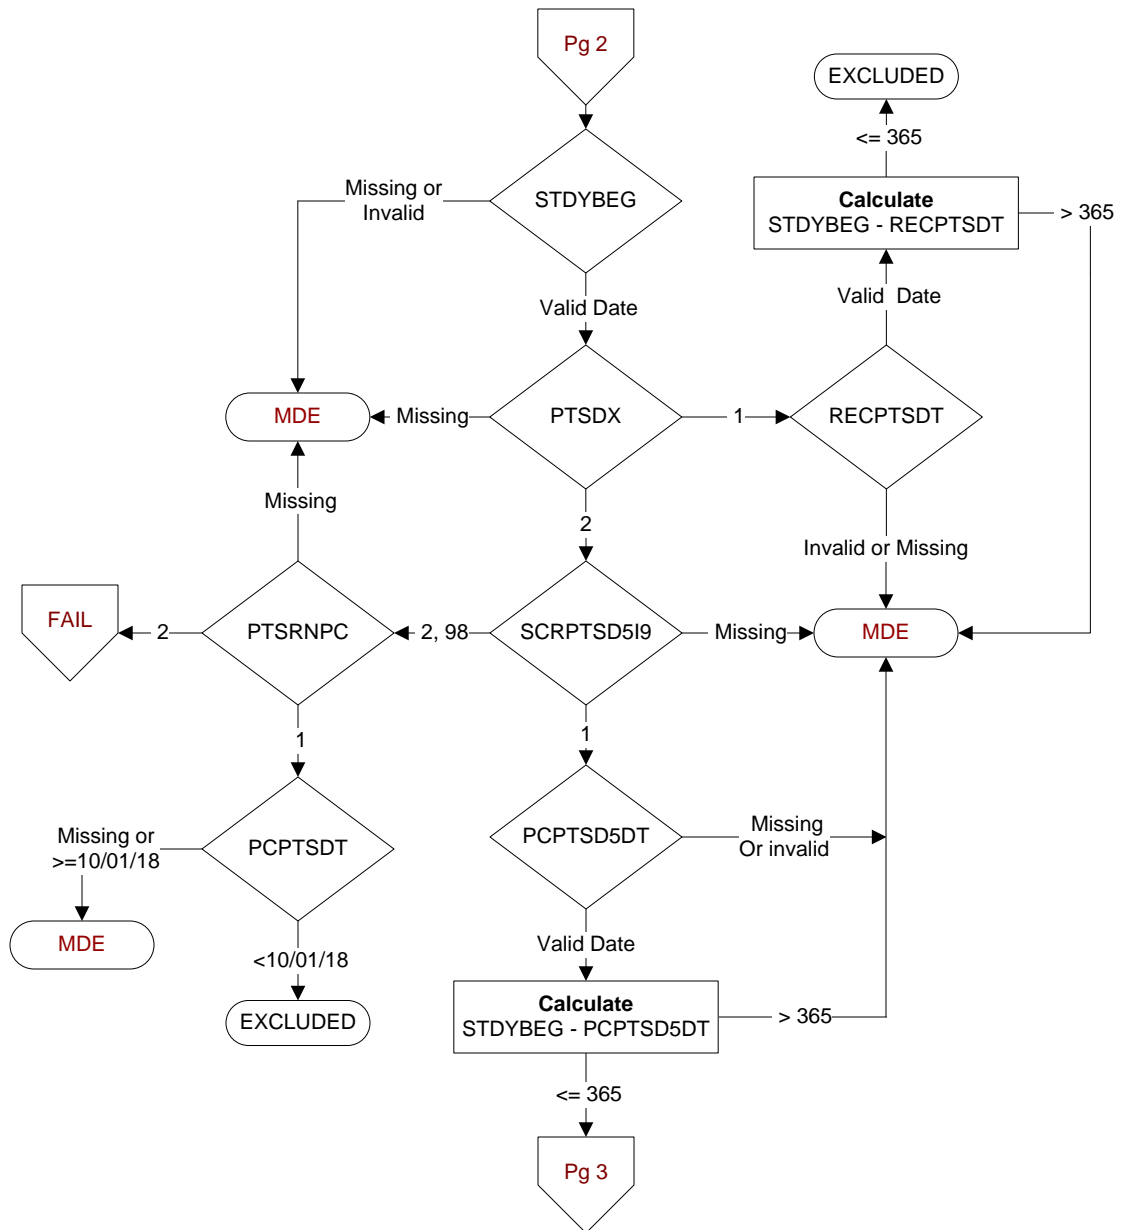 Pg 2
EXCLUDED
<= 365
Missing or
Invalid
STDYBEG
Calculate
STDYBEG - RECPTSDT
> 365
Valid Date
Valid Date
MDE
Missing
PTSDX
1
RECPTSDT
Missing
2
Invalid or Missing
FAIL
2
PTSRNPC
2, 98
SCRPTSD5I9
Missing
MDE
1
1
Missing or
>=10/01/18
PCPTSDT
PCPTSD5DT
Missing
Or invalid
MDE
<10/01/18
Valid Date
EXCLUDED
Calculate
STDYBEG - PCPTSD5DT
> 365
<= 365
Pg 3